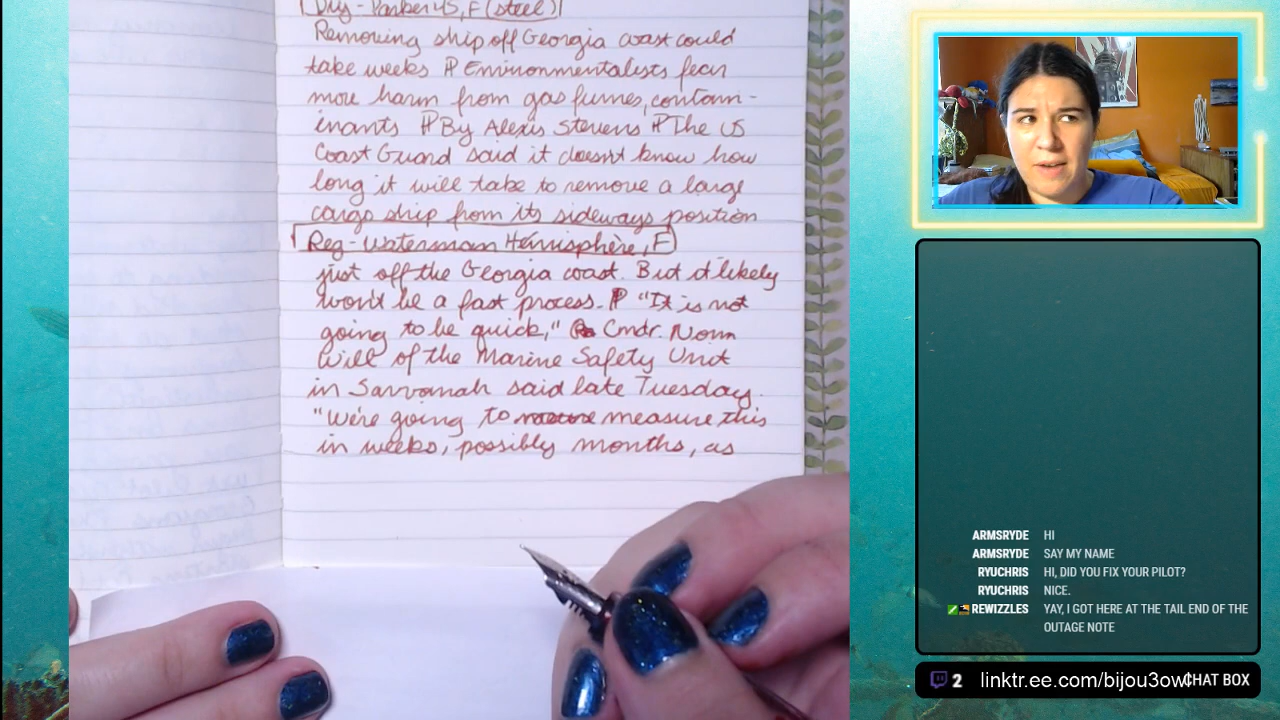 Dry - Parker 45, F (steel)
Removing ship off Georgia coast could
take weeks ⁋ Environmentalists fear
more harm from gas fumes, contam-
inants ⁋ By Alexis Stevens ⁋ The US
Coast Guard said it doesn't know how
long it will take to remove a large
cargo ship from its sideways position
Reg - Waterman Hémisphère, F
just off the Georgia coast. But it likely
won't be a fast process. ⁋ "It is not
going to be quick," Cmdr. Norm
Will of the Marine Safety Unit
in Savvanah said late Tuesday.
"We're going to measure this
in weeks, possibly months, as
ARMSRYDE HI
ARMSRYDE SAY MY NAME
RYUCHRIS HI, DID YOU FIX YOUR PILOT?
RYUCHRIS NICE.
REWIZZLES YAY, I GOT HERE AT THE TAIL END OF THE
OUTAGE NOTE
2 linktr.ee.com/bijou3owl CHAT BOX